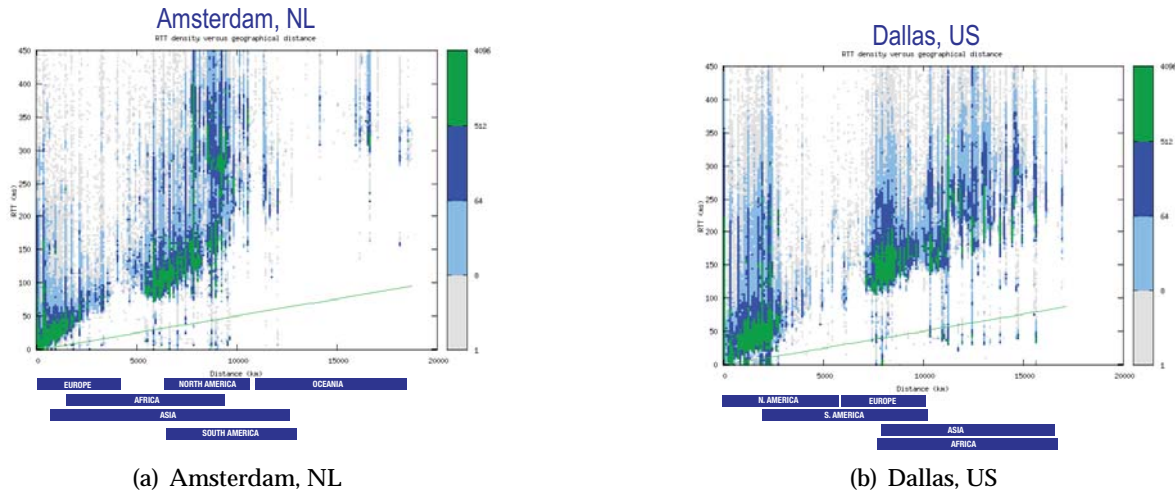 Amsterdam, NL
RTT density versus geographical distance
450
400
350
300
250
200
150
100
50
0
RTT (ms)
0 5000 10000 15000 20000
Distance (km)
4096
512
64
8
1
EUROPE NORTH AMERICA OCEANIA
AFRICA
ASIA
SOUTH AMERICA
(a) Amsterdam, NL
Dallas, US
RTT density versus geographical distance
450
400
350
300
250
200
150
100
50
0
RTT (ms)
0 5000 10000 15000 20000
Distance (km)
4096
512
64
8
1
N. AMERICA EUROPE
S. AMERICA
ASIA
AFRICA
(b) Dallas, US